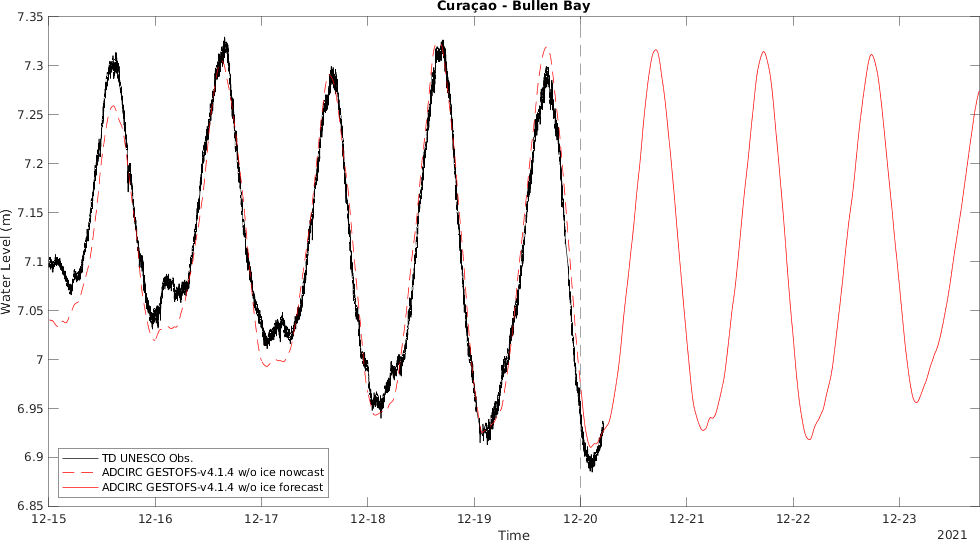 Curaçao - Bullen Bay
7.35
7.3
7.25
7.2
7.15
7.1
7.05
7
6.95
6.9
6.85
Water Level (m)
TD UNESCO Obs.
ADCIRC GESTOFS-v4.1.4 w/o ice nowcast
ADCIRC GESTOFS-v4.1.4 w/o ice forecast
12-15 12-16 12-17 12-18 12-19 12-20 12-21 12-22 12-23
Time
2021